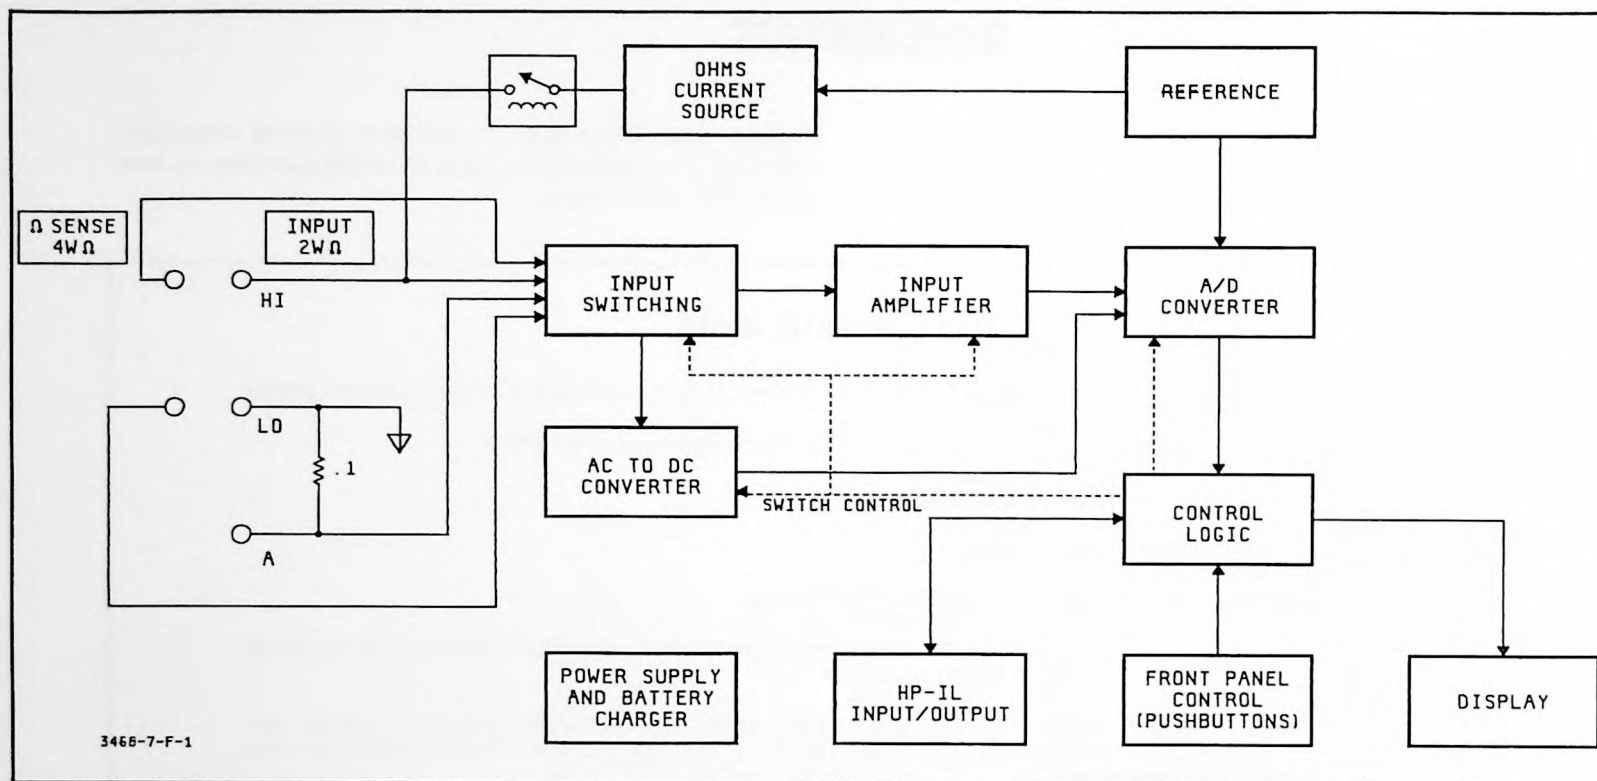 OHMS
CURRENT
SOURCE
REFERENCE
Ω SENSE
4WΩ
INPUT
2WΩ
HI
INPUT
SWITCHING
INPUT
AMPLIFIER
A/D
CONVERTER
LO
.1
A
AC TO DC
CONVERTER
SWITCH CONTROL
CONTROL
LOGIC
POWER SUPPLY
AND BATTERY
CHARGER
HP-IL
INPUT/OUTPUT
FRONT PANEL
CONTROL
(PUSHBUTTONS)
DISPLAY
3468-7-F-1